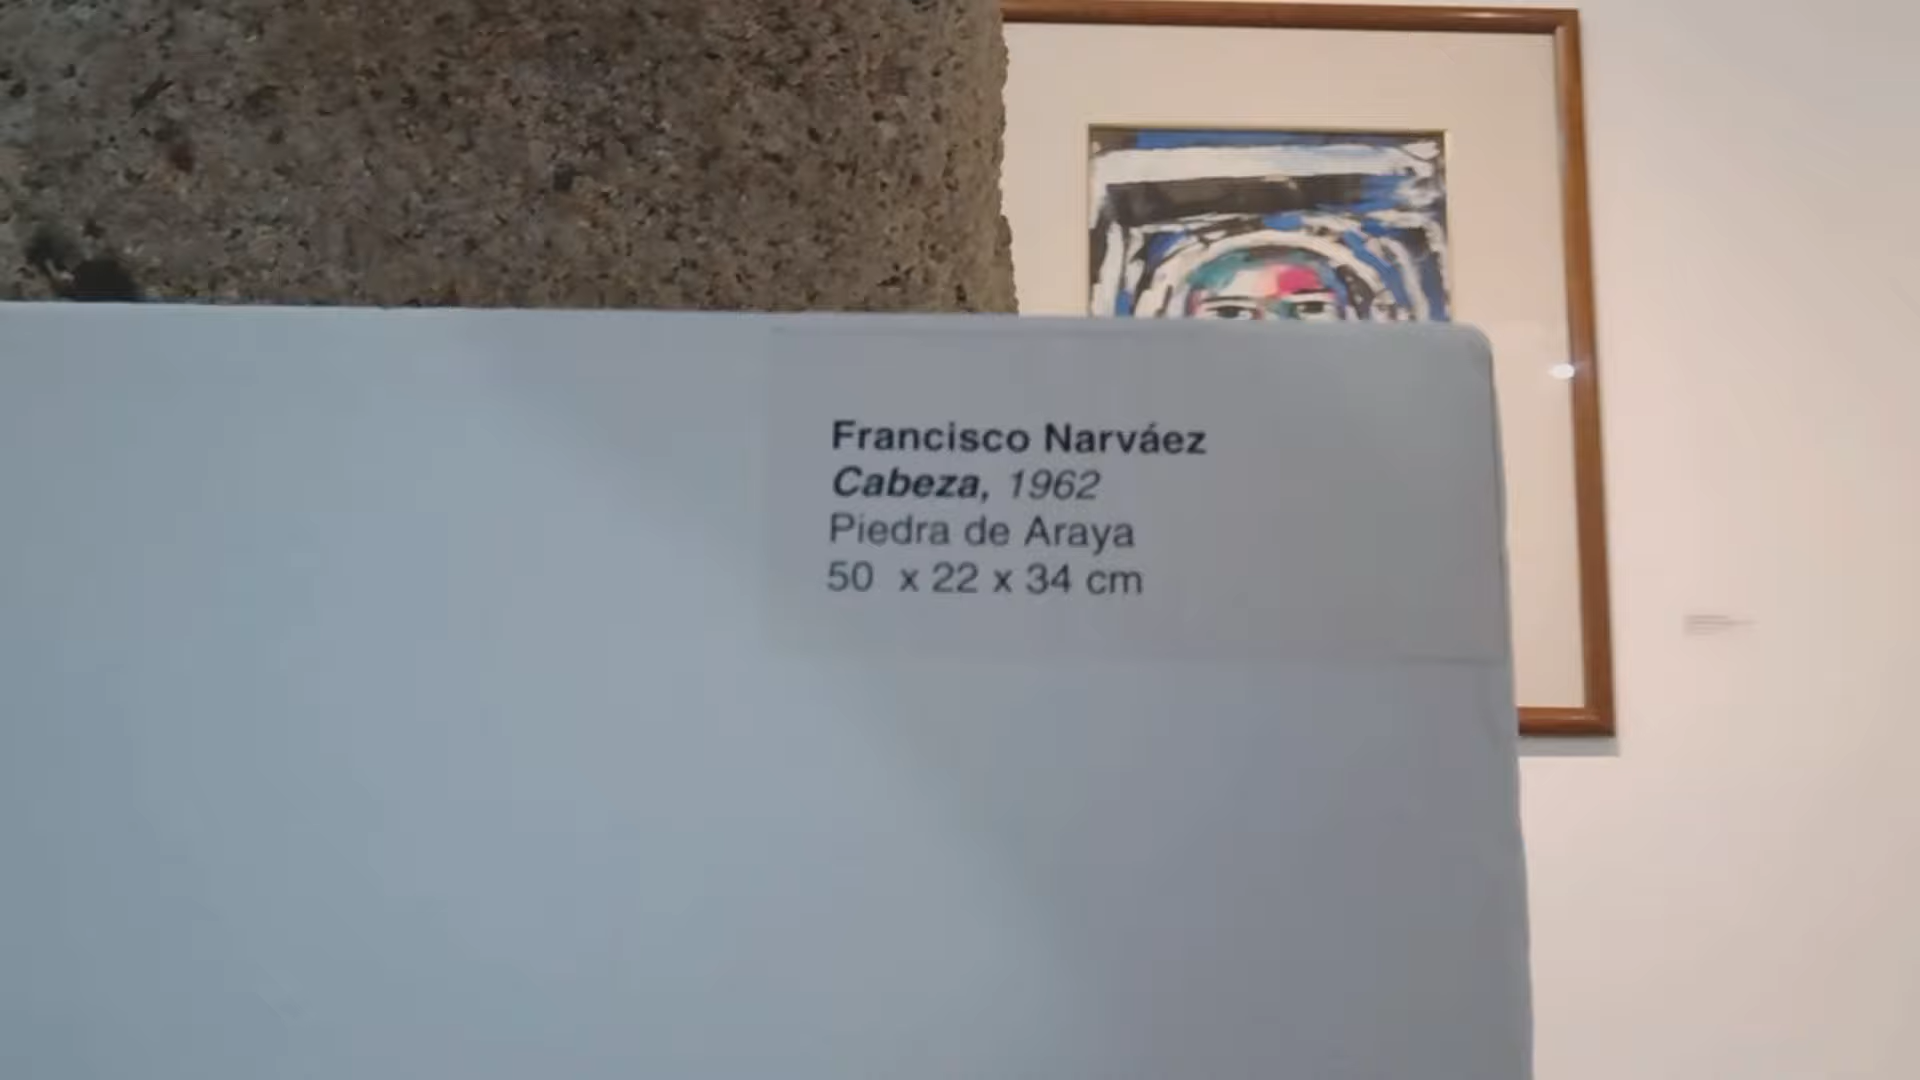 Francisco Narváez
Cabeza, 1962
Piedra de Araya
50 x 22 x 34 cm